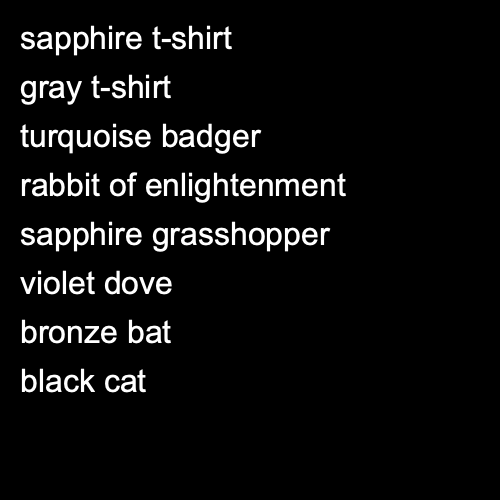 sapphire t-shirt
gray t-shirt
turquoise badger
rabbit of enlightenment
sapphire grasshopper
violet dove
bronze bat
black cat